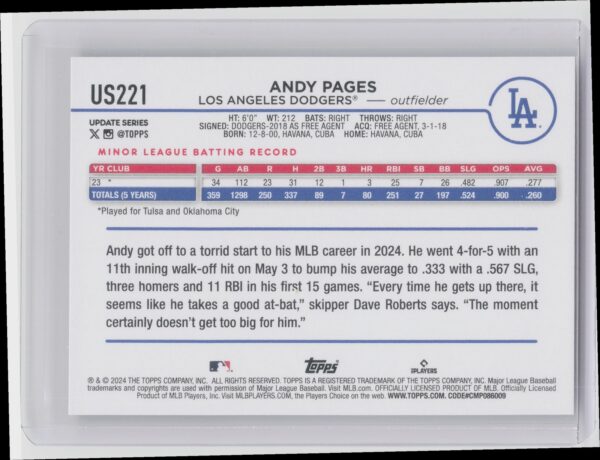 US221
ANDY PAGES
LOS ANGELES DODGERS® — outfielder
LA
UPDATE SERIES
@TOPPS
HT: 6'0" WT: 212 BATS: RIGHT THROWS: RIGHT
SIGNED: DODGERS-2018 AS FREE AGENT ACQ: FREE AGENT, 3-1-18
BORN: 12-8-00, HAVANA, CUBA HOME: HAVANA, CUBA
MINOR LEAGUE BATTING RECORD
YR CLUB G AB R H 2B 3B HR RBI SB BB SLG OPS AVG
23 * 34 112 23 31 12 1 3 25 7 26 .482 .907 .277
TOTALS (5 YEARS) 359 1298 250 337 89 7 80 251 27 197 .524 .900 .260
*Played for Tulsa and Oklahoma City
Andy got off to a torrid start to his MLB career in 2024. He went 4-for-5 with an
11th inning walk-off hit on May 3 to bump his average to .333 with a .567 SLG,
three homers and 11 RBI in his first 15 games. “Every time he gets up there, it
seems like he takes a good at-bat,” skipper Dave Roberts says. “The moment
certainly doesn’t get too big for him.”
Topps
PLAYERS
® & © 2024 THE TOPPS COMPANY, INC. ALL RIGHTS RESERVED. TOPPS IS A REGISTERED TRADEMARK OF THE TOPPS COMPANY, INC. Major League Baseball
trademarks and copyrights are used with permission of Major League Baseball. Visit MLB.com. OFFICIALLY LICENSED PRODUCT OF MLB. Officially Licensed
Product of MLB Players, Inc. Visit MLBPLAYERS.COM, the Players Choice on the web. WWW.TOPPS.COM. CODE#CMP086009